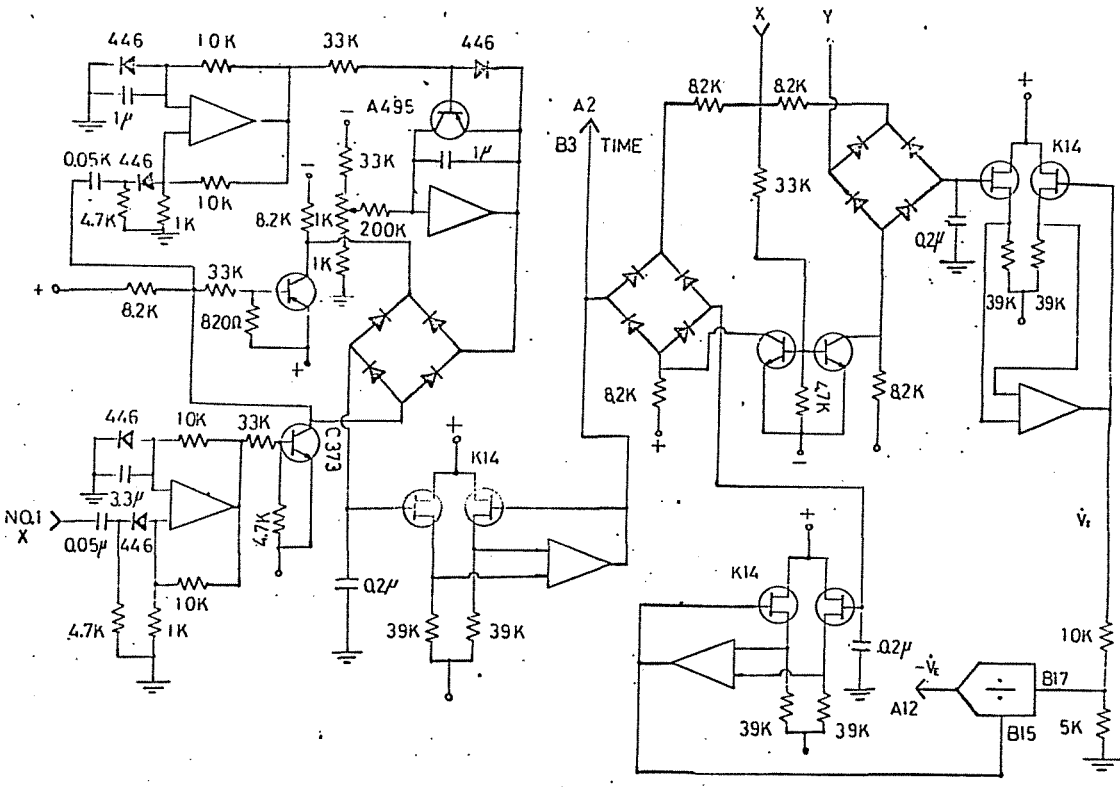 446
10K
33K
446
1μ
A495
0.05K
446
10K
4.7K
1K
−
33K
1μ
−
8.2K
1K
200K
1K
+
8.2K
33K
820Ω
+
446
10K
33K
C373
3.3μ
NO.1
X
0.05μ
446
4.7K
10K
4.7K
1K
+
K14
0.2μ
39K
39K
A2
B3
TIME
X
Y
8.2K
8.2K
33K
8.2K
+
4.7K
−
8.2K
+
K14
0.2μ
39K
39K
+
K14
0.2μ
39K
39K
10K
B17
÷
A12
B15
5K